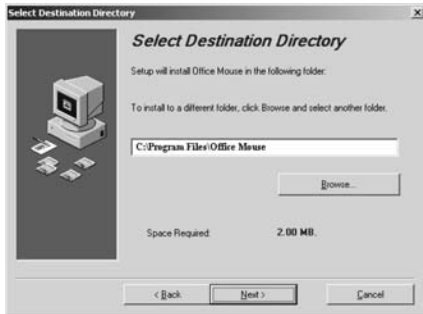 Select Destination Directory
Select Destination Directory
Setup will install Office Mouse in the following folder:
To install to a different folder, click Browse and select another folder.
C:\Program Files\Office Mouse
Browse...
Space Required: 2.00 MB.
< Back Next > Cancel